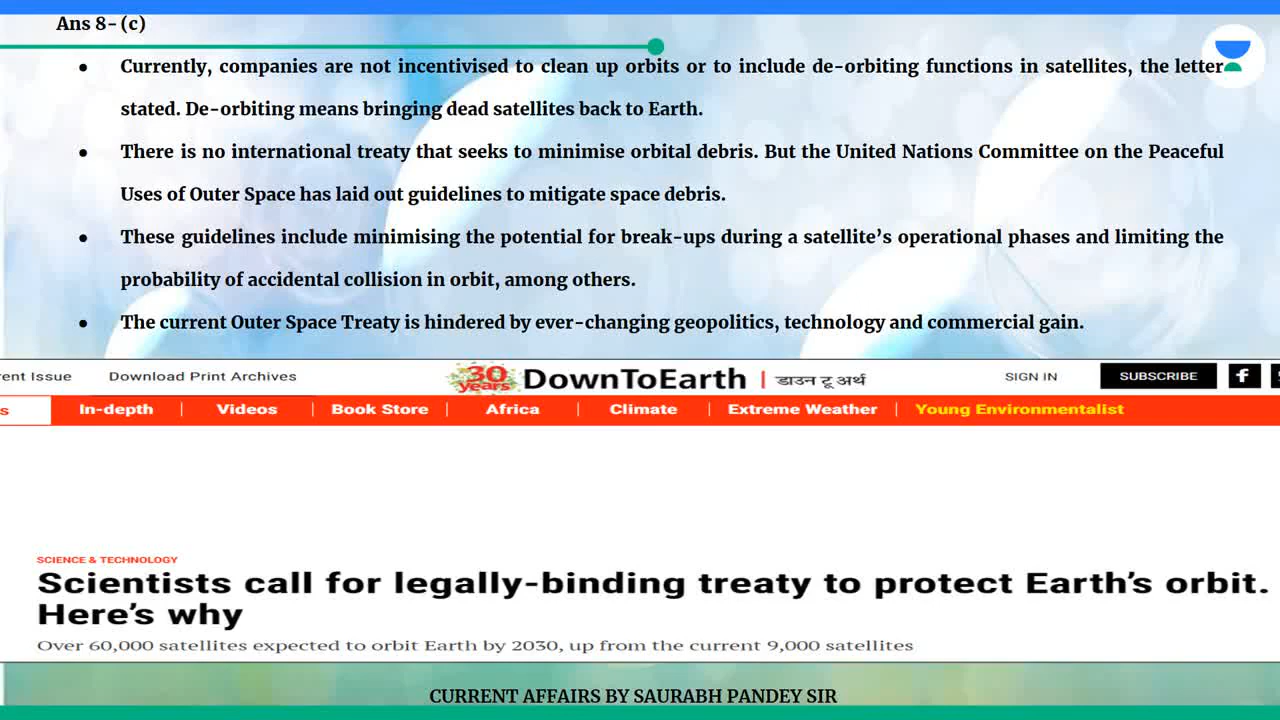 Ans 8- (c)
● Currently, companies are not incentivised to clean up orbits or to include de-orbiting functions in satellites, the letter
stated. De-orbiting means bringing dead satellites back to Earth.
● There is no international treaty that seeks to minimise orbital debris. But the United Nations Committee on the Peaceful
Uses of Outer Space has laid out guidelines to mitigate space debris.
● These guidelines include minimising the potential for break-ups during a satellite's operational phases and limiting the
probability of accidental collision in orbit, among others.
● The current Outer Space Treaty is hindered by ever-changing geopolitics, technology and commercial gain.
rent Issue Download Print Archives 30 years DownToEarth | डाउन टू अर्थ SIGN IN SUBSCRIBE f
s In-depth | Videos | Book Store | Africa | Climate | Extreme Weather | Young Environmentalist
SCIENCE & TECHNOLOGY
Scientists call for legally-binding treaty to protect Earth's orbit.
Here's why
Over 60,000 satellites expected to orbit Earth by 2030, up from the current 9,000 satellites
CURRENT AFFAIRS BY SAURABH PANDEY SIR